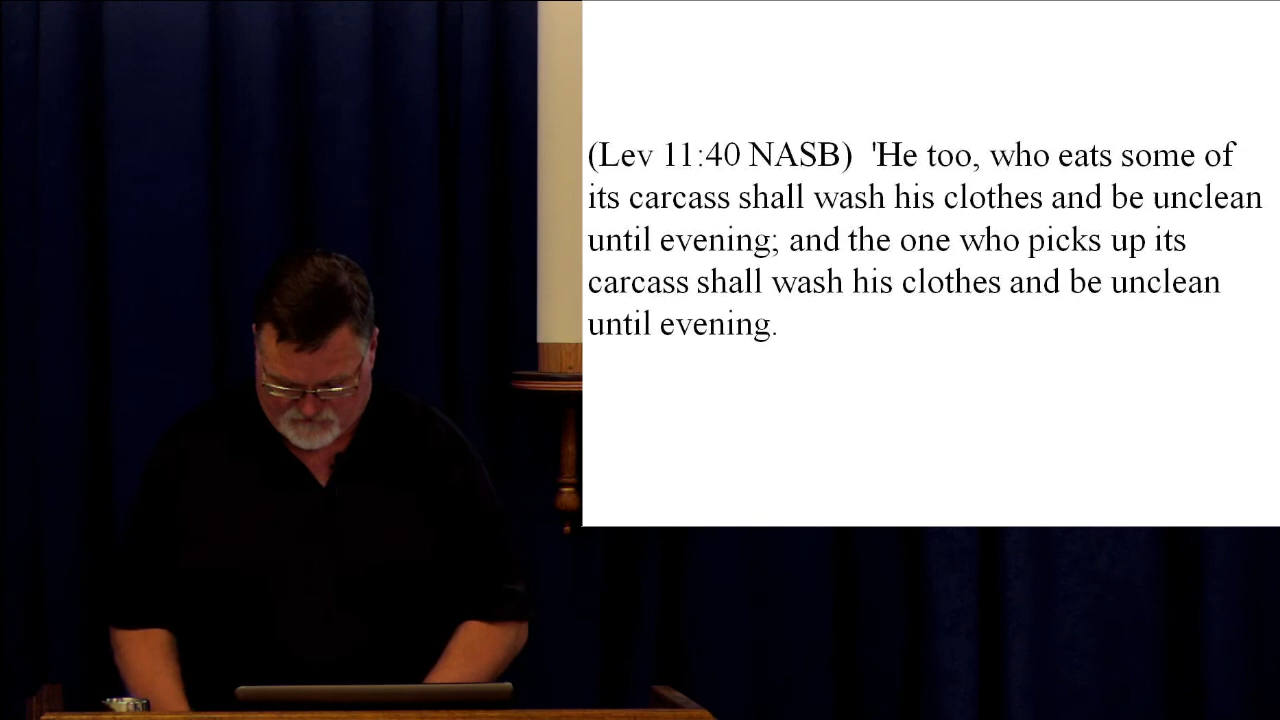 (Lev 11:40 NASB)  'He too, who eats some of
its carcass shall wash his clothes and be unclean
until evening; and the one who picks up its
carcass shall wash his clothes and be unclean
until evening.